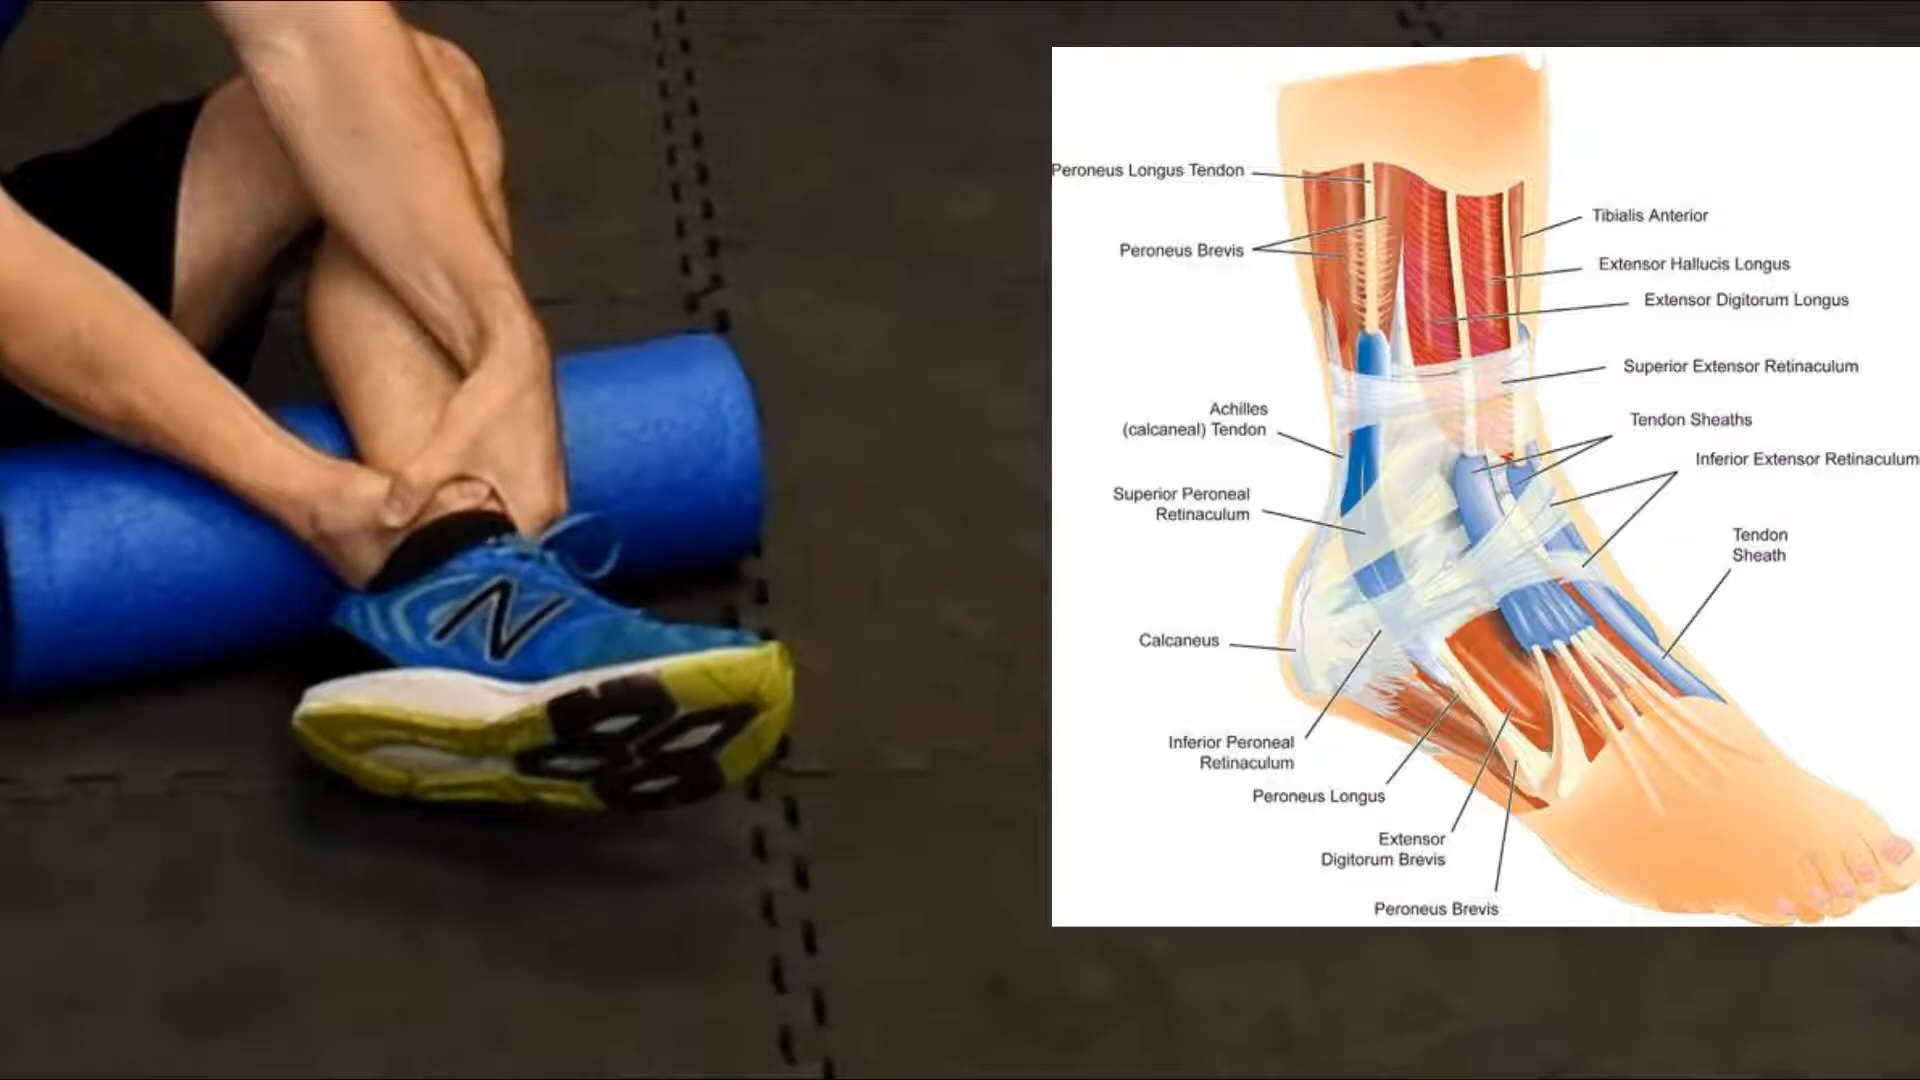 Peroneus Longus Tendon
Peroneus Brevis
Tibialis Anterior
Extensor Hallucis Longus
Extensor Digitorum Longus
Superior Extensor Retinaculum
Achilles
(calcaneal) Tendon
Tendon Sheaths
Inferior Extensor Retinaculum
Superior Peroneal
Retinaculum
Tendon
Sheath
Calcaneus
Inferior Peroneal
Retinaculum
Peroneus Longus
Extensor
Digitorum Brevis
Peroneus Brevis
N